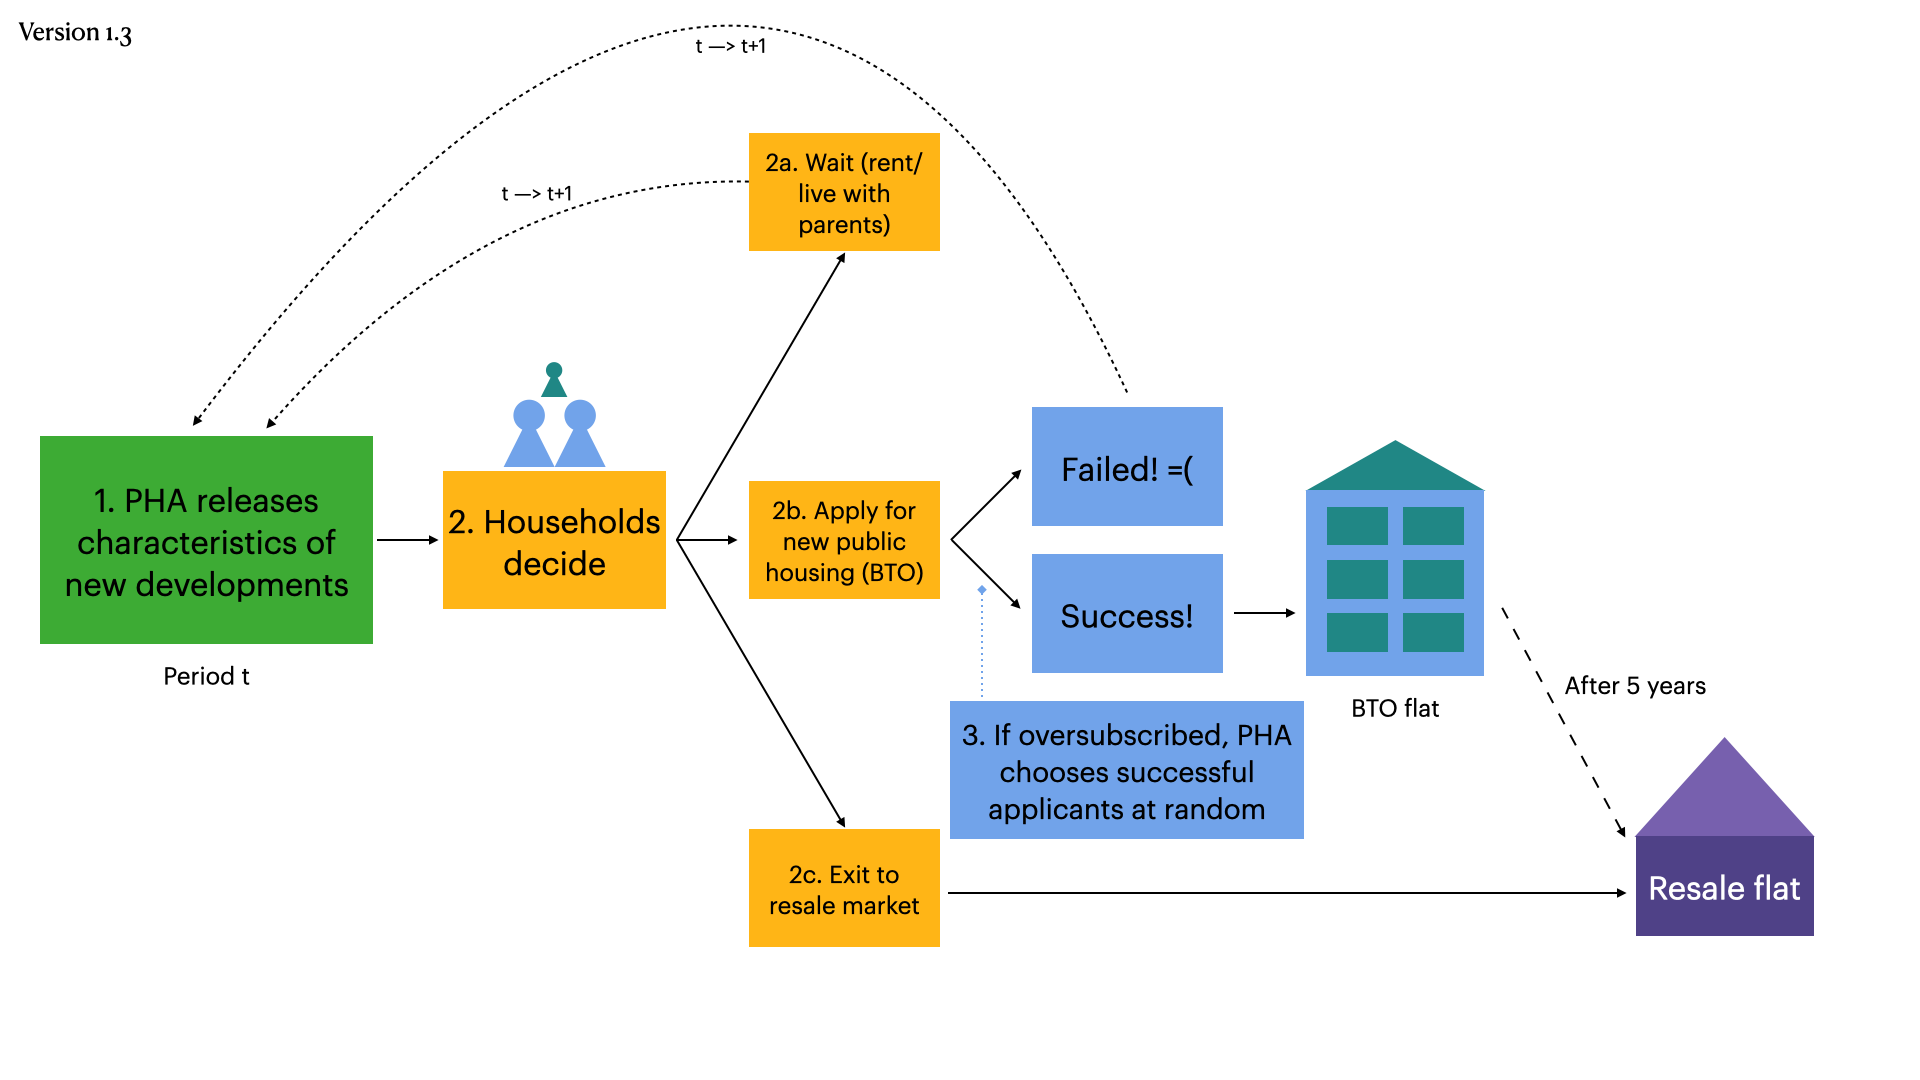 Version 1.3
t —> t+1
2a. Wait (rent/
live with
parents)
t —> t+1
1. PHA releases
characteristics of
new developments
Period t
2. Households
decide
2b. Apply for
new public
housing (BTO)
Failed! =(
Success!
3. If oversubscribed, PHA
chooses successful
applicants at random
BTO flat
After 5 years
2c. Exit to
resale market
Resale flat